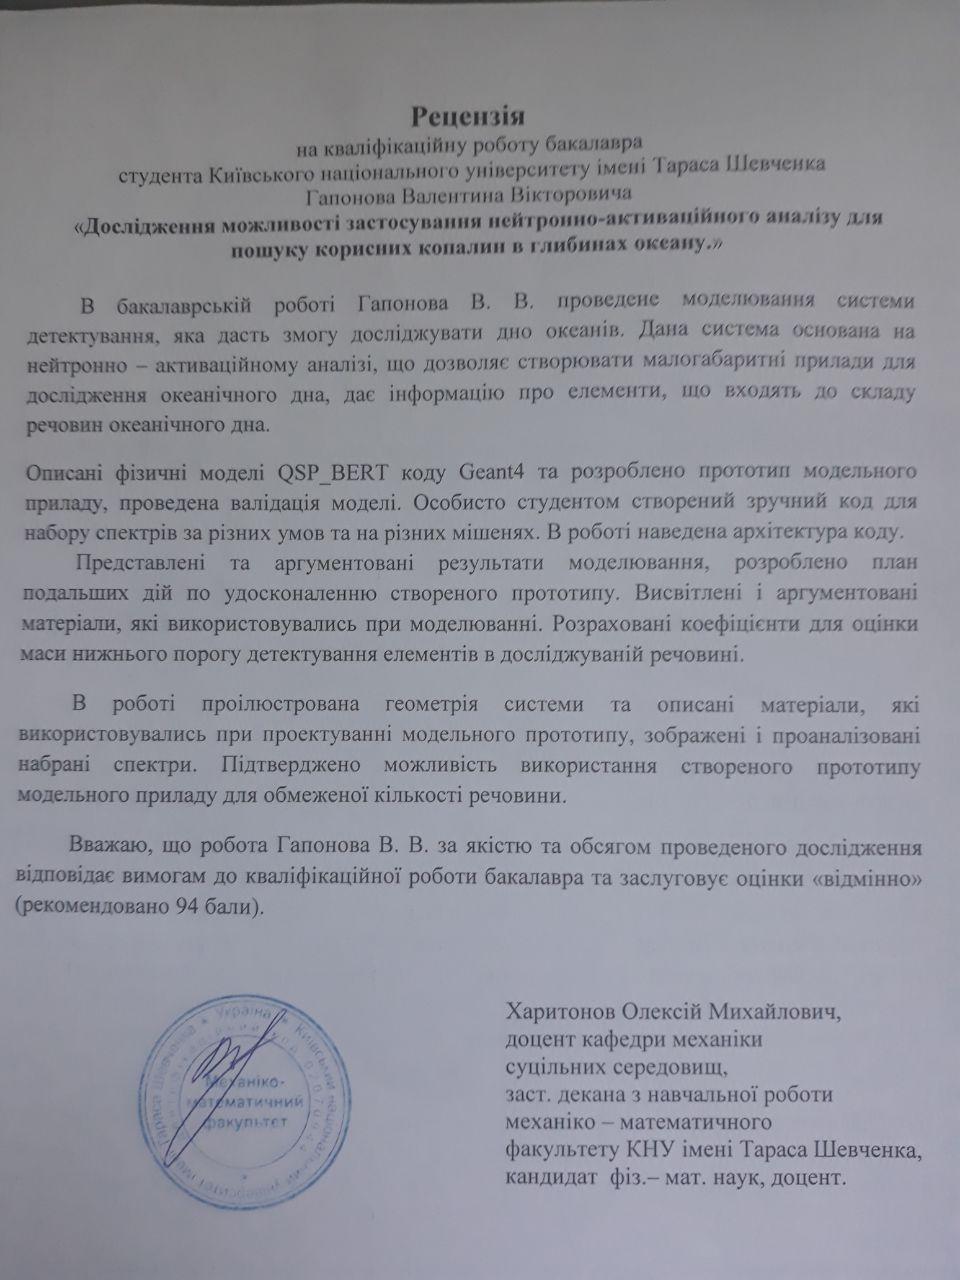 Рецензія
на кваліфікаційну роботу бакалавра
студента Київського національного університету імені Тараса Шевченка
Гапонова Валентина Вікторовича
«Дослідження можливості застосування нейтронно-активаційного аналізу для
пошуку корисних копалин в глибинах океану.»
В бакалаврській роботі Гапонова В. В. проведене моделювання системи
детектування, яка дасть змогу досліджувати дно океанів. Дана система основана на
нейтронно – активаційному аналізі, що дозволяє створювати малогабаритні прилади для
дослідження океанічного дна, дає інформацію про елементи, що входять до складу
речовин океанічного дна.
Описані фізичні моделі QSP_BERT коду Geant4 та розроблено прототип модельного
приладу, проведена валідація моделі. Особисто студентом створений зручний код для
набору спектрів за різних умов та на різних мішенях. В роботі наведена архітектура коду.
Представлені та аргументовані результати моделювання, розроблено план
подальших дій по удосконаленню створеного прототипу. Висвітлені і аргументовані
матеріали, які використовувались при моделюванні. Розраховані коефіцієнти для оцінки
маси нижнього порогу детектування елементів в досліджуваній речовині.
В роботі проілюстрована геометрія системи та описані матеріали, які
використовувались при проектуванні модельного прототипу, зображені і проаналізовані
набрані спектри. Підтверджено можливість використання створеного прототипу
модельного приладу для обмеженої кількості речовини.
Вважаю, що робота Гапонова В. В. за якістю та обсягом проведеного дослідження
відповідає вимогам до кваліфікаційної роботи бакалавра та заслуговує оцінки «відмінно»
(рекомендовано 94 бали).
Харитонов Олексій Михайлович,
доцент кафедри механіки
суцільних середовищ,
заст. декана з навчальної роботи
механіко – математичного
факультету КНУ імені Тараса Шевченка,
кандидат фіз.– мат. наук, доцент.
Україна * Київський національний університет імені Тараса Шевченка *
Механіко-
математичний
факультет